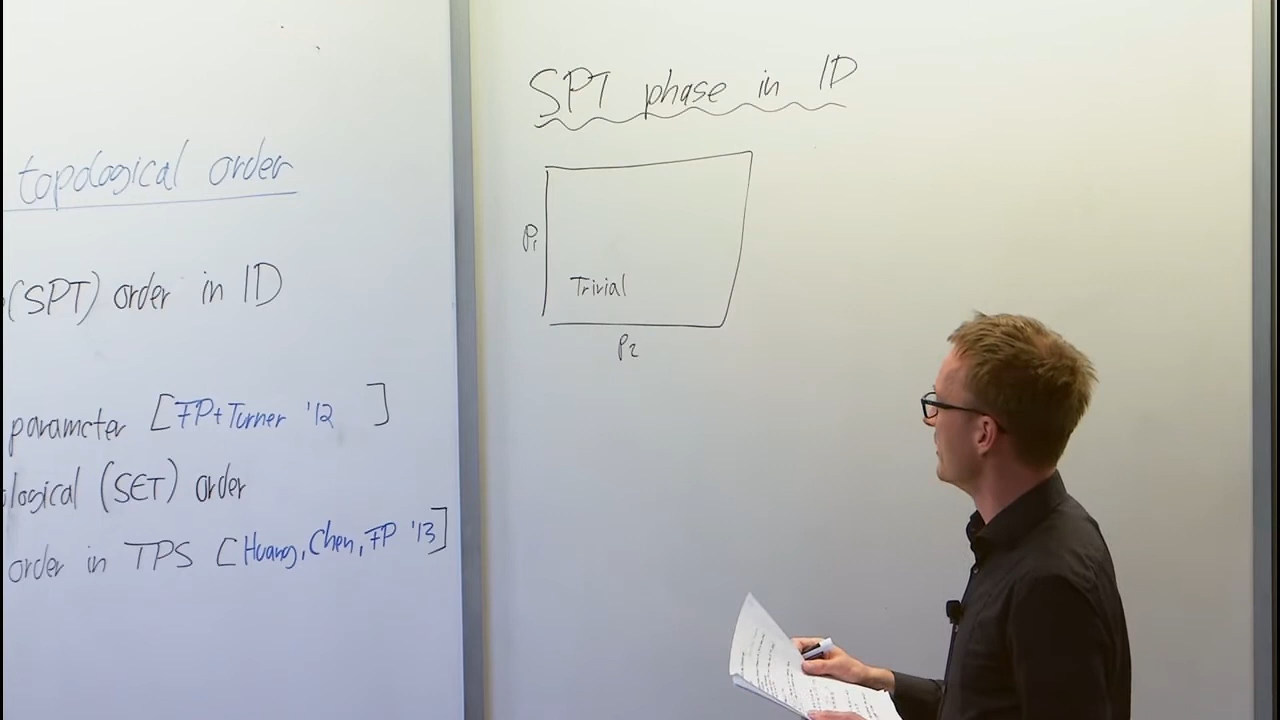 topological order
(SPT) order in 1D
parameter [FP+Turner '12 ]
logical (SET) order
order in TPS [Huang, Chen, FP '13]
SPT phase in 1D
P1
Trivial
P2